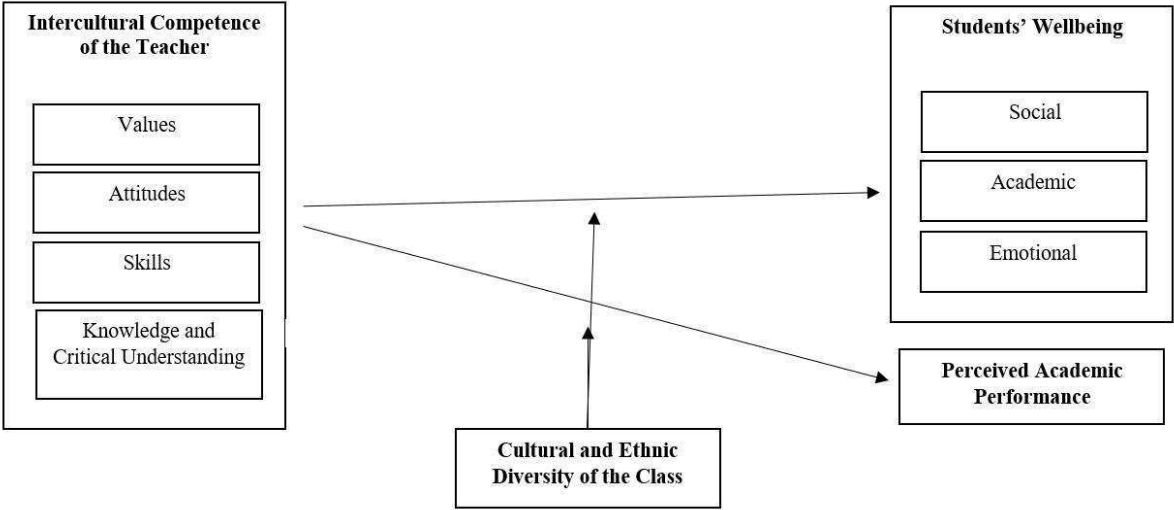 Intercultural Competence
of the Teacher
Values
Attitudes
Skills
Knowledge and
Critical Understanding
Students’ Wellbeing
Social
Academic
Emotional
Perceived Academic
Performance
Cultural and Ethnic
Diversity of the Class